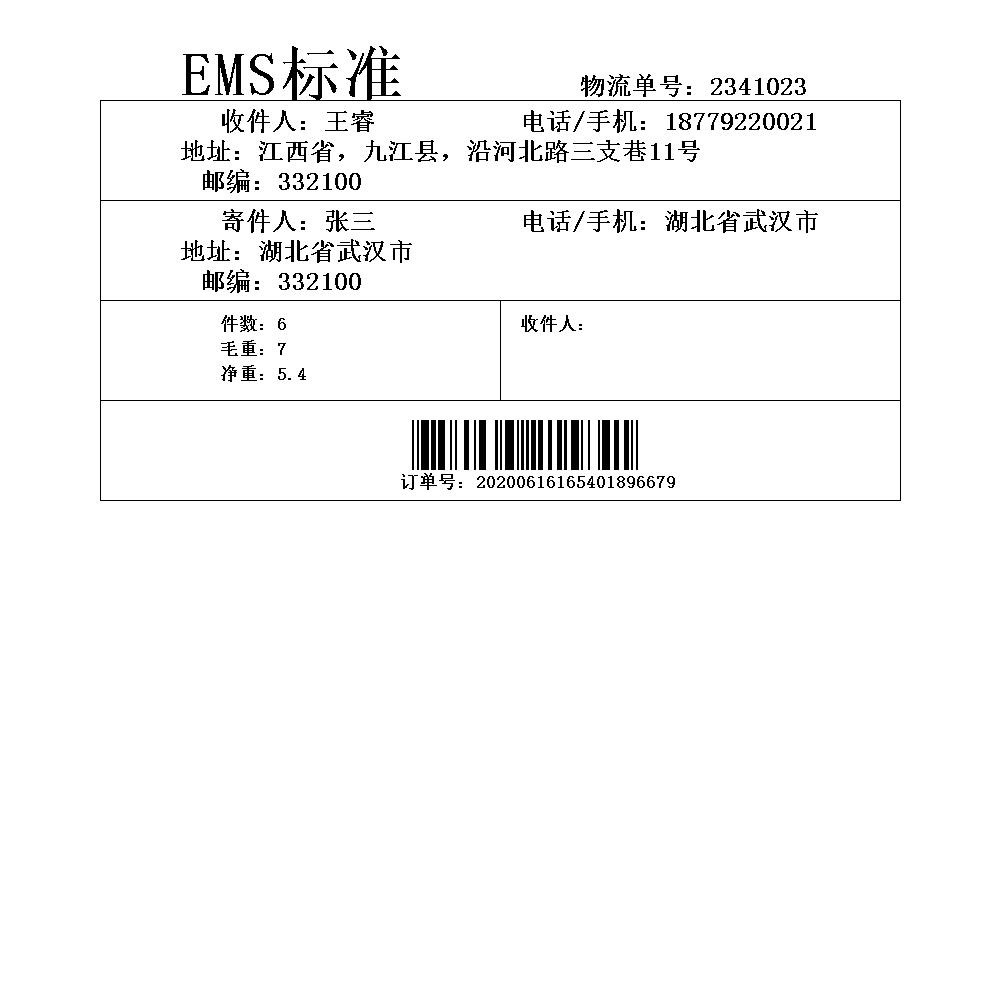 EMS标准 物流单号：2341023
收件人：王睿 电话/手机：18779220021
地址：江西省，九江县，沿河北路三支巷11号
邮编：332100
寄件人：张三 电话/手机：湖北省武汉市
地址：湖北省武汉市
邮编：332100
件数：6 收件人：
毛重：7
净重：5.4
订单号：20200616165401896679